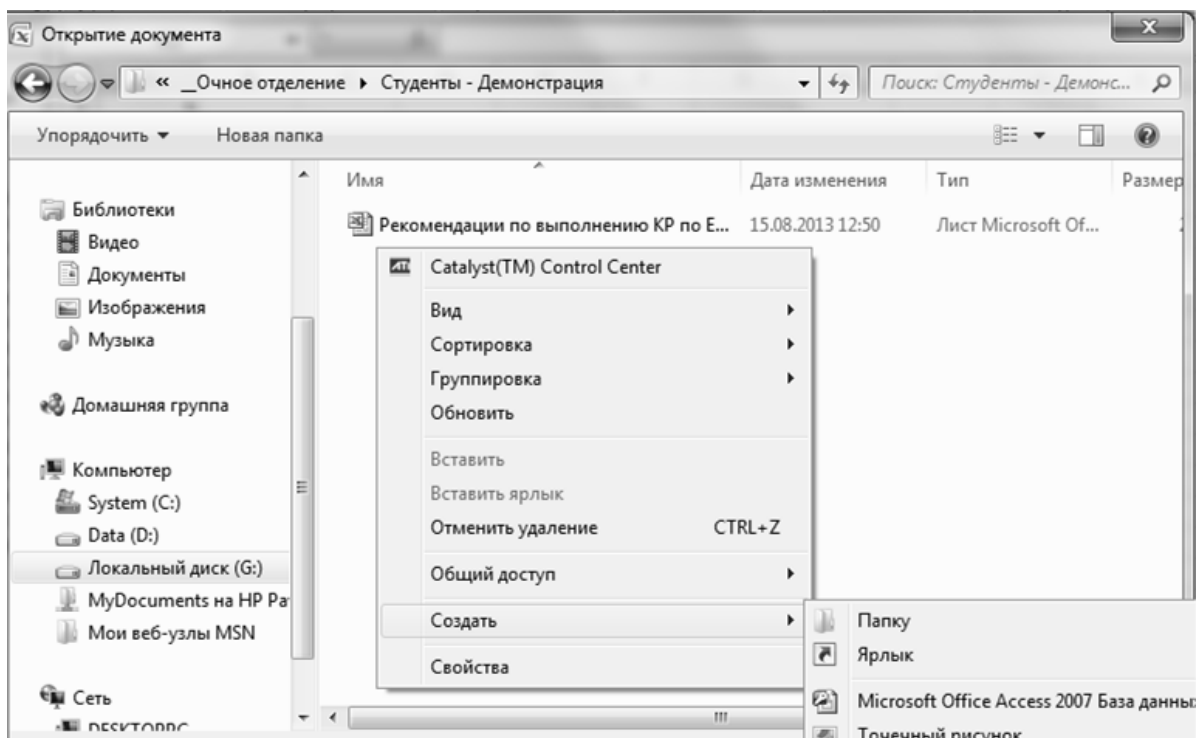 Открытие документа
« __Очное отделение Студенты - Демонстрация
Поиск: Студенты - Демонс...
Упорядочить Новая папка
Имя Дата изменения Тип Размер
Рекомендации по выполнению КР по Е... 15.08.2013 12:50 Лист Microsoft Of...
Библиотеки
Видео
Документы
Изображения
Музыка
Домашняя группа
Компьютер
System (C:)
Data (D:)
Локальный диск (G:)
MyDocuments на HP Pa
Мои веб-узлы MSN
Сеть
DESKTOPPC
Catalyst(TM) Control Center
Вид
Сортировка
Группировка
Обновить
Вставить
Вставить ярлык
Отменить удаление CTRL+Z
Общий доступ
Создать
Свойства
Папку
Ярлык
Microsoft Office Access 2007 База данных
Точечный рисунок